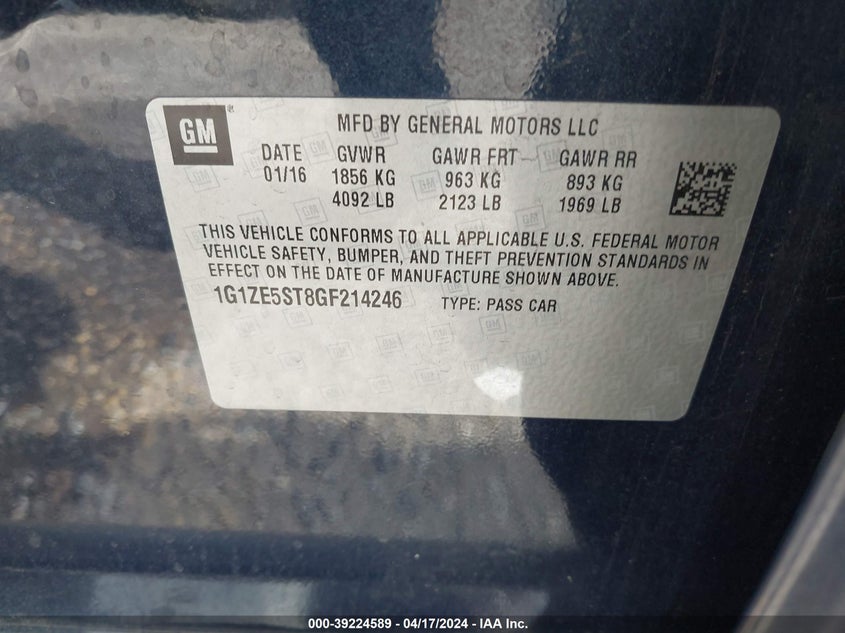 GM
MFD BY GENERAL MOTORS LLC
DATE GVWR GAWR FRT GAWR RR
01/16 1856 KG 963 KG 893 KG
4092 LB 2123 LB 1969 LB
THIS VEHICLE CONFORMS TO ALL APPLICABLE U.S. FEDERAL MOTOR
VEHICLE SAFETY, BUMPER, AND THEFT PREVENTION STANDARDS IN
EFFECT ON THE DATE OF MANUFACTURE SHOWN ABOVE.
1G1ZE5ST8GF214246 TYPE: PASS CAR
000-39224589 - 04/17/2024 - IAA Inc.